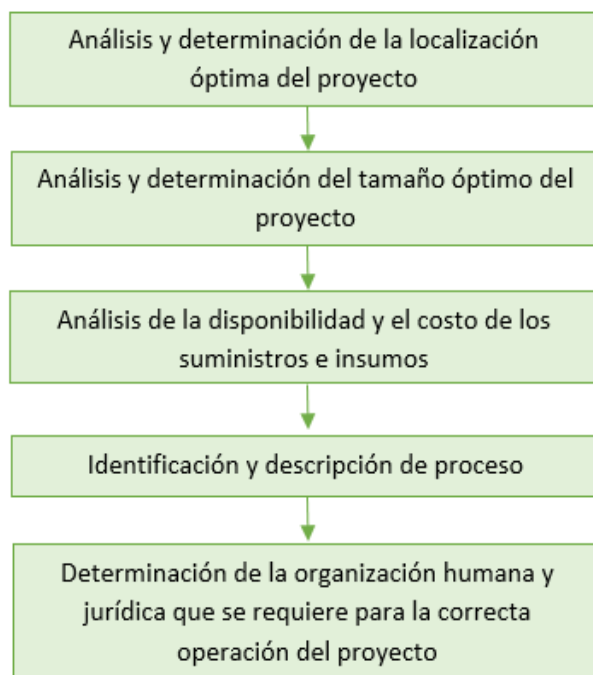 Análisis y determinación de la localización
óptima del proyecto
Análisis y determinación del tamaño óptimo del
proyecto
Análisis de la disponibilidad y el costo de los
suministros e insumos
Identificación y descripción de proceso
Determinación de la organización humana y
jurídica que se requiere para la correcta
operación del proyecto